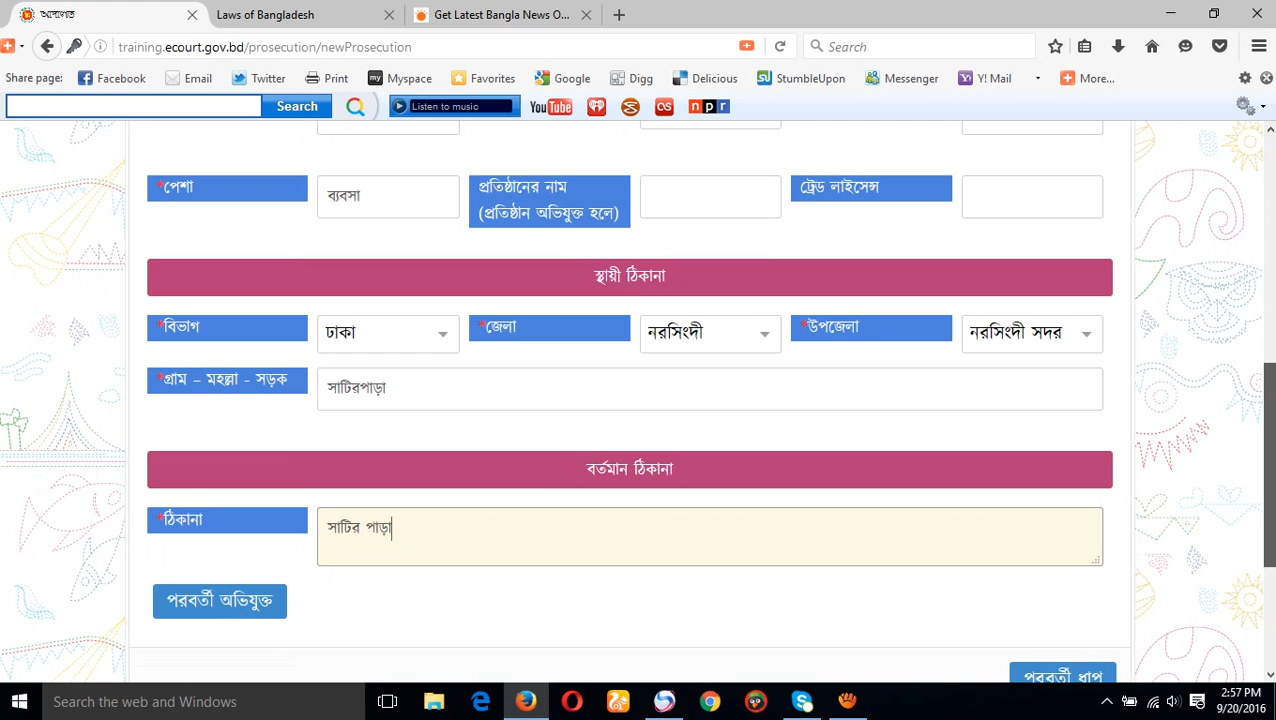 আদালত
Laws of Bangladesh
Get Latest Bangla News O...
training.ecourt.gov.bd/prosecution/newProsecution
Search
Share page: Facebook Email Twitter Print Myspace Favorites Google Digg Delicious StumbleUpon Messenger Y! Mail More...
Search Listen to music YouTube as n p r
*পেশা ব্যবসা প্রতিষ্ঠানের নাম ট্রেড লাইসেন্স
(প্রতিষ্ঠান অভিযুক্ত হলে)
স্থায়ী ঠিকানা
*বিভাগ ঢাকা *জেলা নরসিংদী *উপজেলা নরসিংদী সদর
*গ্রাম – মহল্লা - সড়ক সাটিরপাড়া
বর্তমান ঠিকানা
*ঠিকানা সাটির পাড়া
পরবর্তী অভিযুক্ত
পরবর্তী ধাপ
Search the web and Windows
2:57 PM
9/20/2016